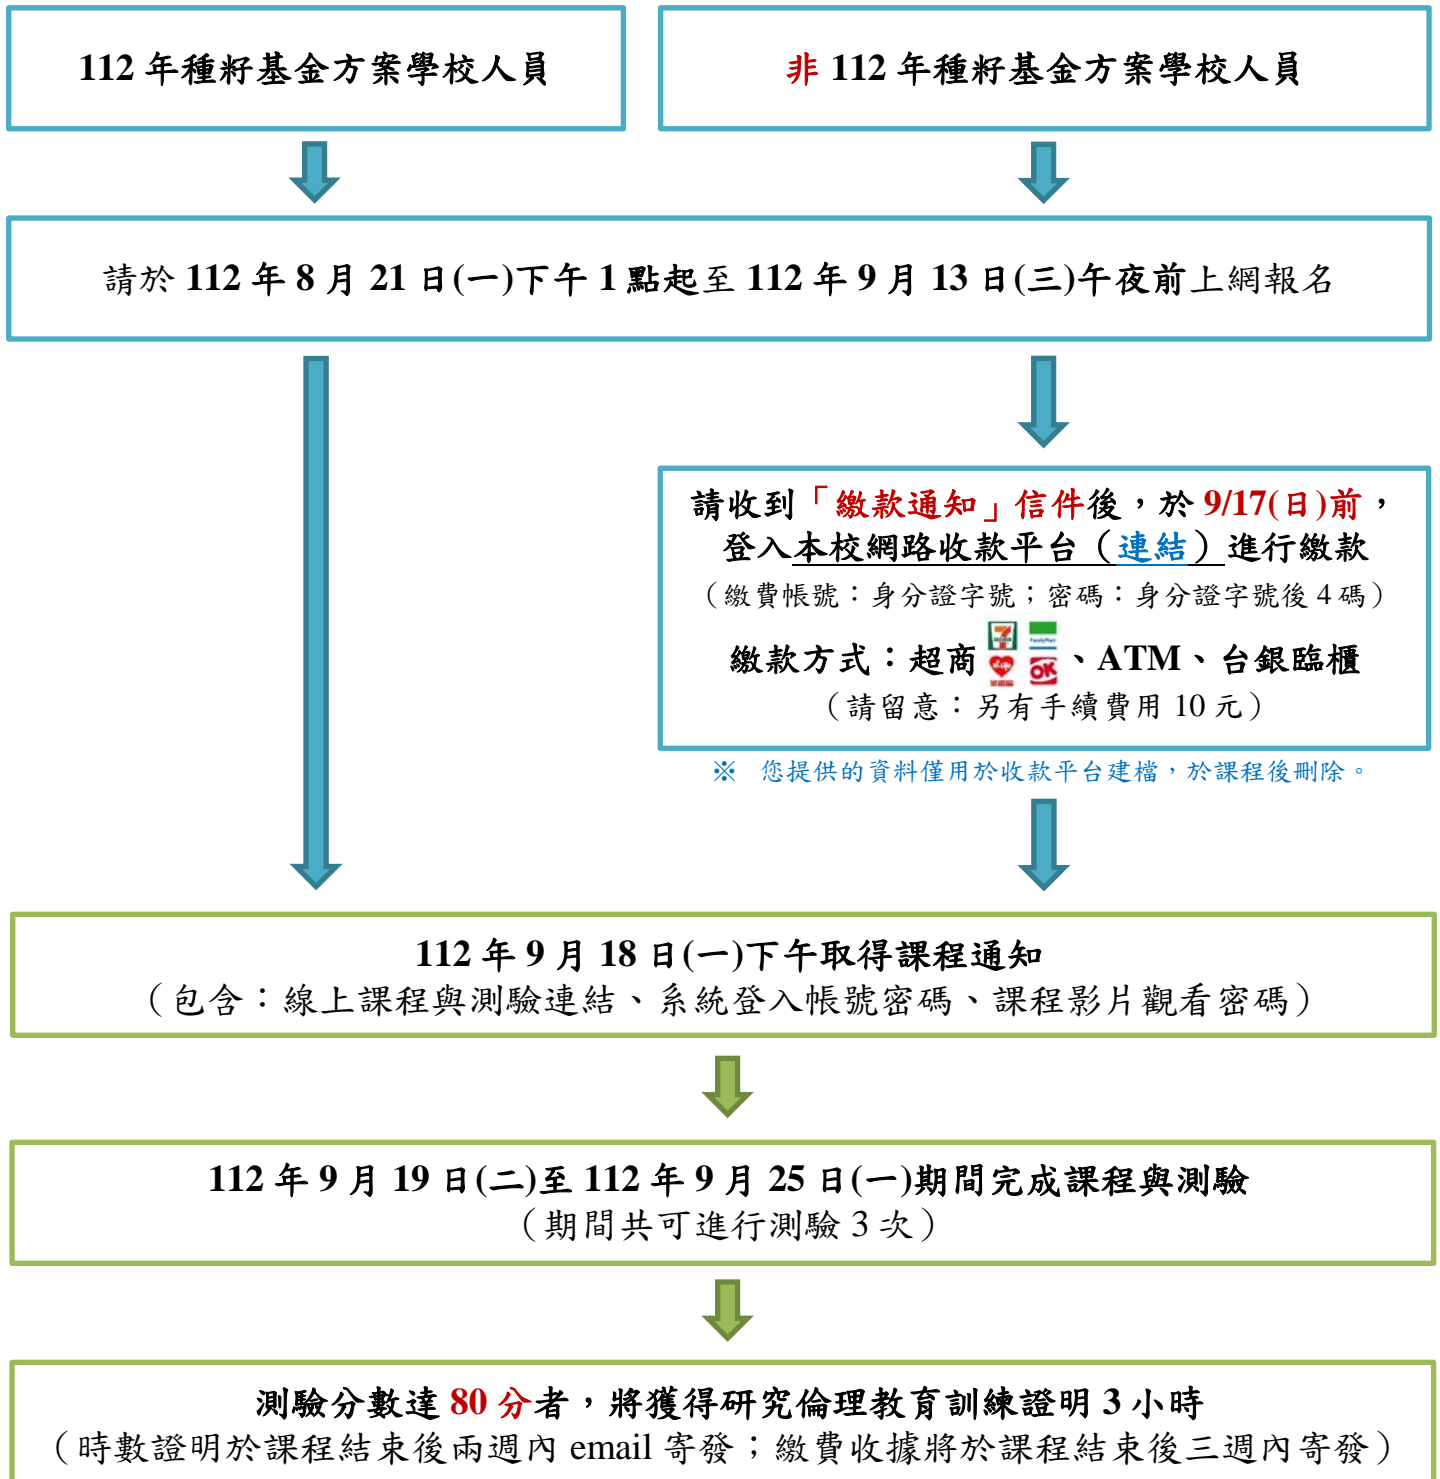 112 年種籽基金方案學校人員
非 112 年種籽基金方案學校人員
請於 112 年 8 月 21 日(一)下午 1 點起至 112 年 9 月 13 日(三)午夜前上網報名
請收到「繳款通知」信件後，於 9/17(日)前，
登入本校網路收款平台（連結）進行繳款
（繳費帳號：身分證字號；密碼：身分證字號後 4 碼）
繳款方式：超商、ATM、台銀臨櫃
（請留意：另有手續費用 10 元）
※ 您提供的資料僅用於收款平台建檔，於課程後刪除。
112 年 9 月 18 日(一)下午取得課程通知
（包含：線上課程與測驗連結、系統登入帳號密碼、課程影片觀看密碼）
112 年 9 月 19 日(二)至 112 年 9 月 25 日(一)期間完成課程與測驗
（期間共可進行測驗 3 次）
測驗分數達 80 分者，將獲得研究倫理教育訓練證明 3 小時
（時數證明於課程結束後兩週內 email 寄發；繳費收據將於課程結束後三週內寄發）